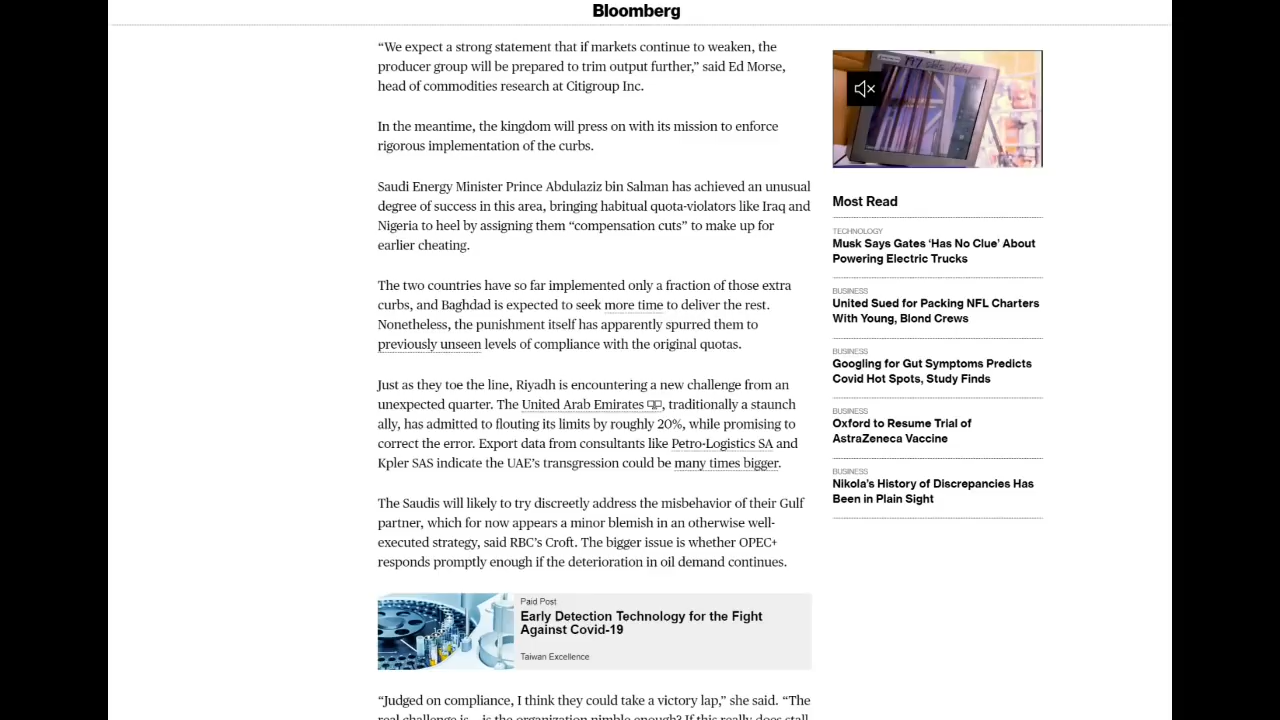 Bloomberg
“We expect a strong statement that if markets continue to weaken, the
producer group will be prepared to trim output further,” said Ed Morse,
head of commodities research at Citigroup Inc.
In the meantime, the kingdom will press on with its mission to enforce
rigorous implementation of the curbs.
Saudi Energy Minister Prince Abdulaziz bin Salman has achieved an unusual
degree of success in this area, bringing habitual quota-violators like Iraq and
Nigeria to heel by assigning them “compensation cuts” to make up for
earlier cheating.
The two countries have so far implemented only a fraction of those extra
curbs, and Baghdad is expected to seek more time to deliver the rest.
Nonetheless, the punishment itself has apparently spurred them to
previously unseen levels of compliance with the original quotas.
Just as they toe the line, Riyadh is encountering a new challenge from an
unexpected quarter. The United Arab Emirates, traditionally a staunch
ally, has admitted to flouting its limits by roughly 20%, while promising to
correct the error. Export data from consultants like Petro-Logistics SA and
Kpler SAS indicate the UAE’s transgression could be many times bigger.
The Saudis will likely to try discreetly address the misbehavior of their Gulf
partner, which for now appears a minor blemish in an otherwise well-
executed strategy, said RBC’s Croft. The bigger issue is whether OPEC+
responds promptly enough if the deterioration in oil demand continues.
Paid Post
Early Detection Technology for the Fight
Against Covid-19
Taiwan Excellence
“Judged on compliance, I think they could take a victory lap,” she said. “The
real challenge is – is the organization nimble enough? If this really does stall
Most Read
TECHNOLOGY
Musk Says Gates ‘Has No Clue’ About
Powering Electric Trucks
BUSINESS
United Sued for Packing NFL Charters
With Young, Blond Crews
BUSINESS
Googling for Gut Symptoms Predicts
Covid Hot Spots, Study Finds
BUSINESS
Oxford to Resume Trial of
AstraZeneca Vaccine
BUSINESS
Nikola’s History of Discrepancies Has
Been in Plain Sight